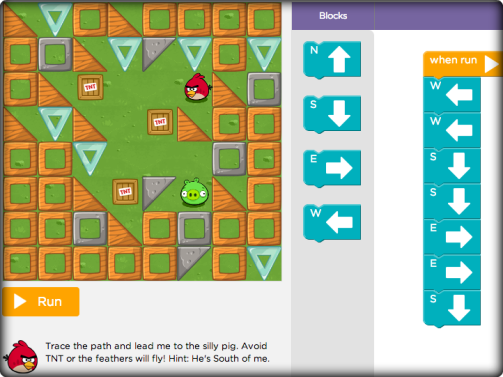 Blocks
N
S
E
W
when run
W
W
S
S
E
E
S
TNT
TNT
TNT
Run
Trace the path and lead me to the silly pig. Avoid
TNT or the feathers will fly! Hint: He's South of me.